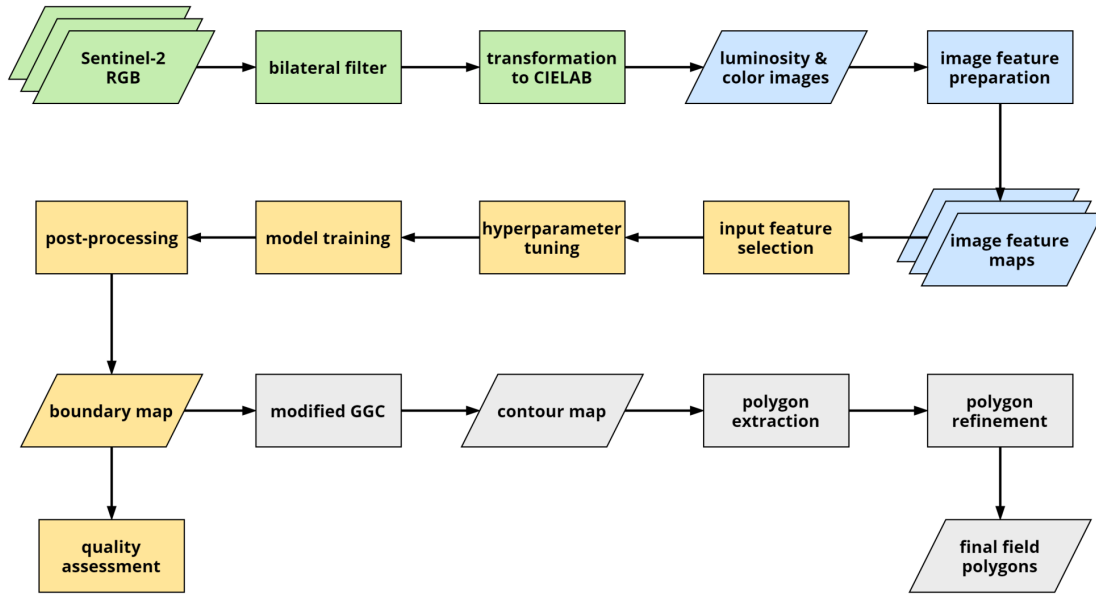 Sentinel-2
RGB
bilateral filter
transformation
to CIELAB
luminosity &
color images
image feature
preparation
post-processing
model training
hyperparameter
tuning
input feature
selection
image feature
maps
boundary map
modified GGC
contour map
polygon
extraction
polygon
refinement
quality
assessment
final field
polygons